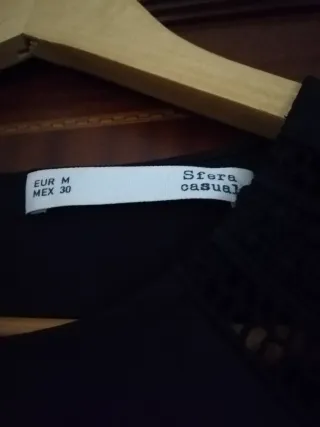 EUR M
MEX 30
Sfera
casual